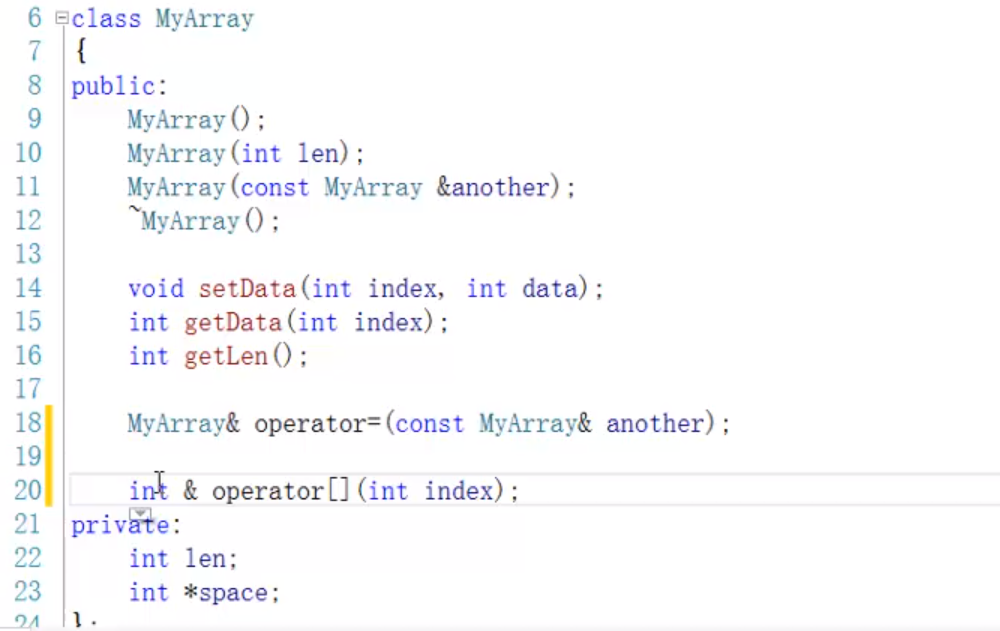 6 class MyArray
7 {
8 public:
9 MyArray();
10 MyArray(int len);
11 MyArray(const MyArray &another);
12 ~MyArray();
13
14 void setData(int index, int data);
15 int getData(int index);
16 int getLen();
17
18 MyArray& operator=(const MyArray& another);
19
20 int & operator[](int index);
21 private:
22 int len;
23 int *space;
24 };